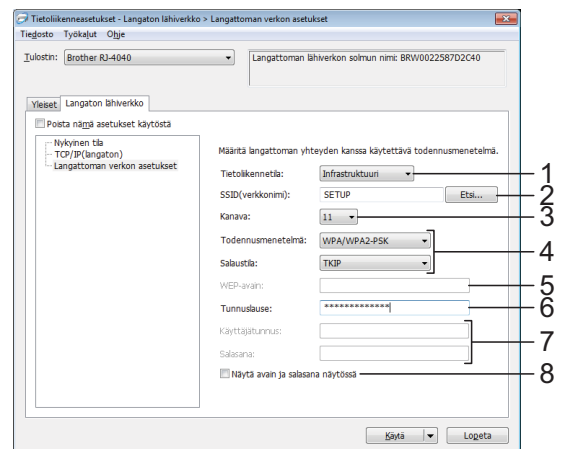 Tietoliikenneasetukset - Langaton lähiverkko > Langattoman verkon asetukset
Tiedosto Työkalut Ohje
Tulostin: Brother RJ-4040
Langattoman lähiverkon solmun nimi: BRW0022587D2C40
Yleiset Langaton lähiverkko
Poista nämä asetukset käytöstä
Nykyinen tila
TCP/IP(langaton)
Langattoman verkon asetukset
Määritä langattoman yhteyden kanssa käytettävä todennusmenetelmä.
Tietoliikennetila: Infrastruktuuri 1
SSID(verkkonimi): SETUP Etsi... 2
Kanava: 11 3
Todennusmenetelmä: WPA/WPA2-PSK
4
Salaustila: TKIP
WEP-avain: 5
Tunnuslause: ************* 6
Käyttäjätunnus:
7
Salasana:
Näytä avain ja salasana näytössä 8
Käytä Lopeta